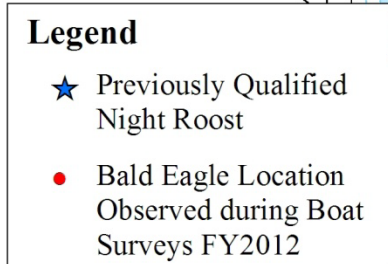 Legend
Previously Qualified
Night Roost
Bald Eagle Location
Observed during Boat
Surveys FY2012